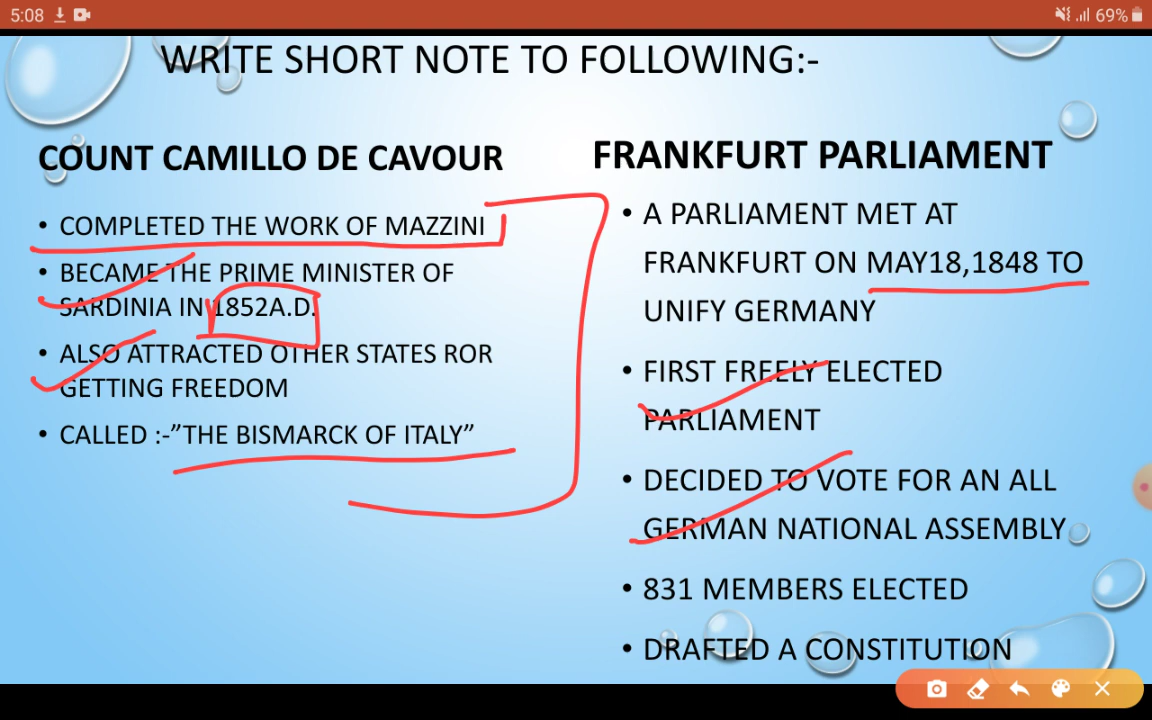 5:08
69%
WRITE SHORT NOTE TO FOLLOWING:-
COUNT CAMILLO DE CAVOUR
• COMPLETED THE WORK OF MAZZINI
• BECAME THE PRIME MINISTER OF
SARDINIA IN 1852A.D.
• ALSO ATTRACTED OTHER STATES ROR
GETTING FREEDOM
• CALLED :-”THE BISMARCK OF ITALY”
FRANKFURT PARLIAMENT
• A PARLIAMENT MET AT
FRANKFURT ON MAY18,1848 TO
UNIFY GERMANY
• FIRST FREELY ELECTED
PARLIAMENT
• DECIDED TO VOTE FOR AN ALL
GERMAN NATIONAL ASSEMBLY
• 831 MEMBERS ELECTED
• DRAFTED A CONSTITUTION